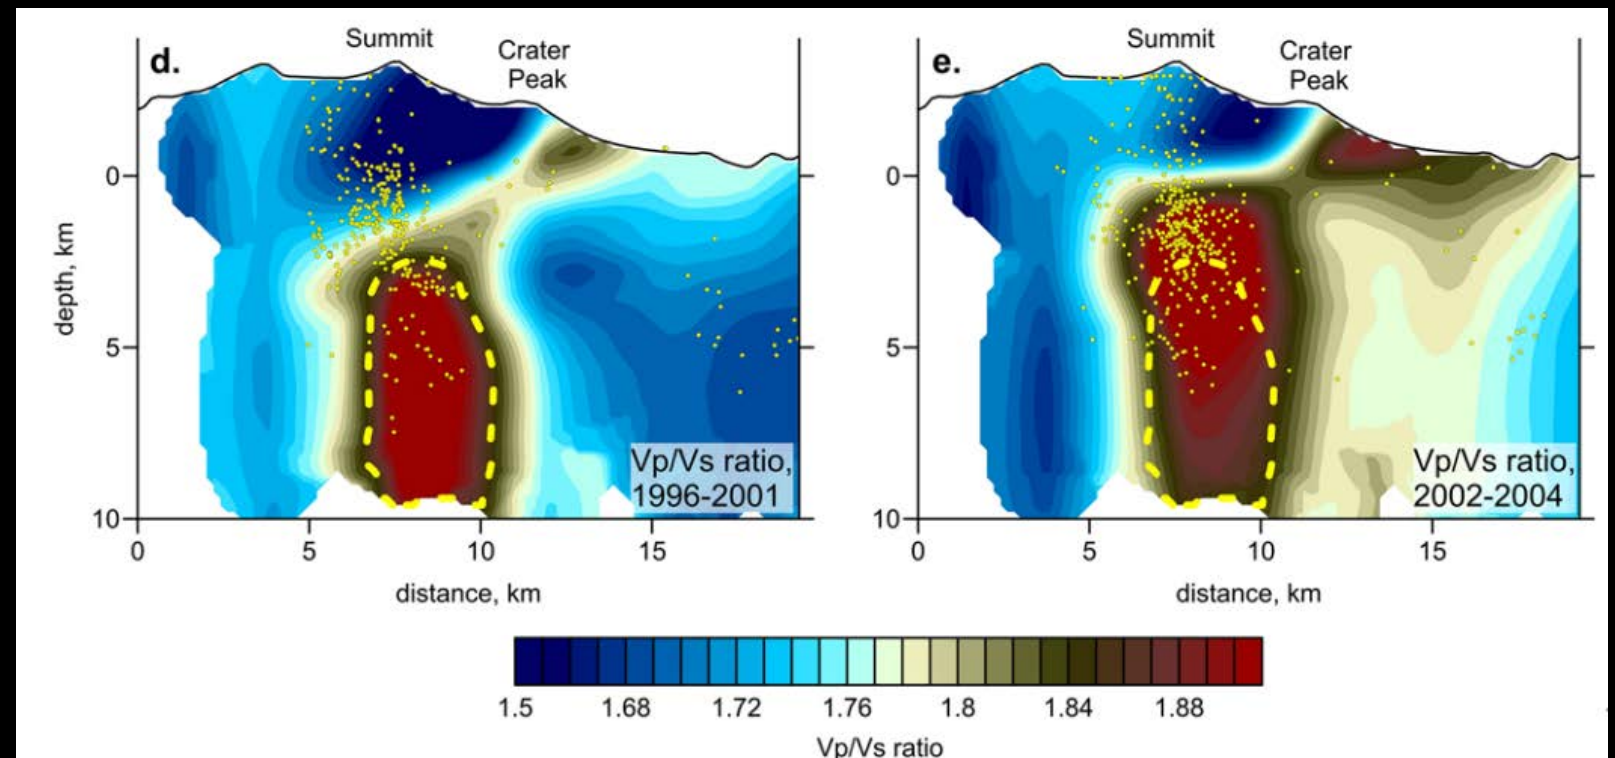 d.
Summit
Crater
Peak
0
5
10
depth, km
0
5
10
15
distance, km
Vp/Vs ratio,
1996-2001
e.
Summit
Crater
Peak
0
5
10
0
5
10
15
distance, km
Vp/Vs ratio,
2002-2004
1.5
1.68
1.72
1.76
1.8
1.84
1.88
Vp/Vs ratio